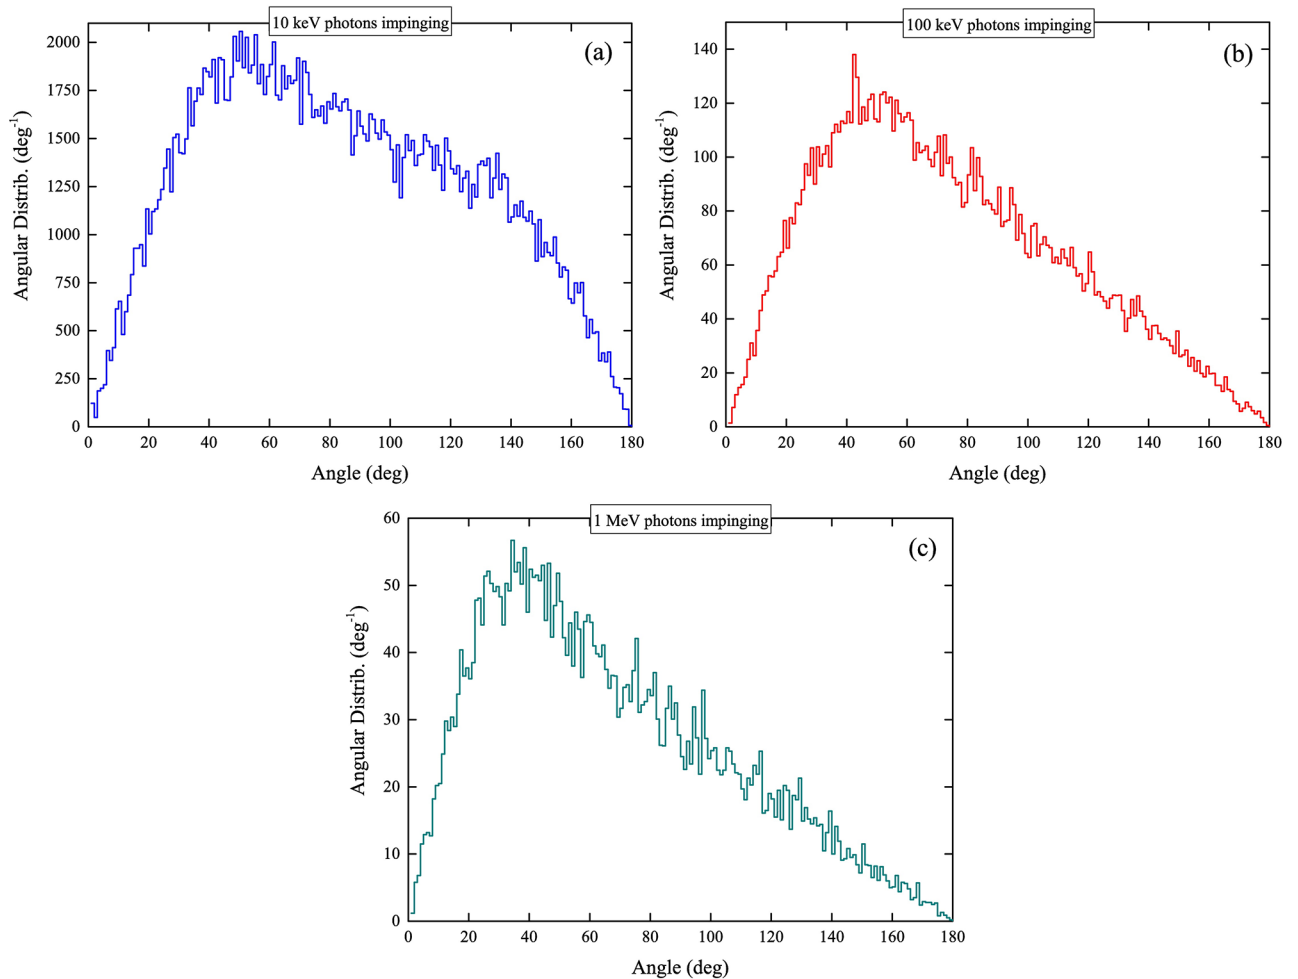 10 keV photons impinging
(a)
Angular Distrib. (deg-1)
2000
1750
1500
1250
1000
750
500
250
0
0 20 40 60 80 100 120 140 160 180
Angle (deg)
100 keV photons impinging
(b)
Angular Distrib. (deg-1)
140
120
100
80
60
40
20
0
0 20 40 60 80 100 120 140 160 180
Angle (deg)
1 MeV photons impinging
(c)
Angular Distrib. (deg-1)
60
50
40
30
20
10
0
0 20 40 60 80 100 120 140 160 180
Angle (deg)